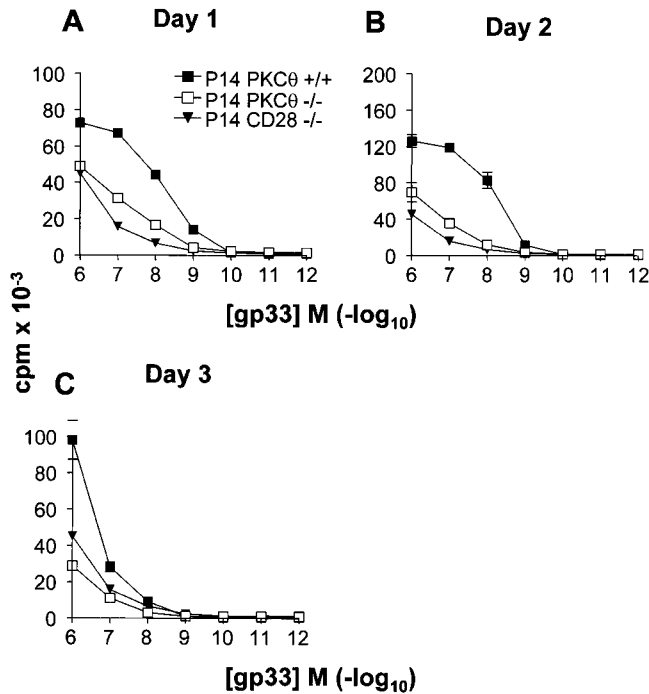 A
Day 1
100
80
60
40
20
0
P14 PKCθ +/+
P14 PKCθ -/-
P14 CD28 -/-
6 7 8 9 10 11 12
B
Day 2
200
160
120
80
40
0
6 7 8 9 10 11 12
[gp33] M (-log₁₀)
cpm x 10⁻³
C
Day 3
100
80
60
40
20
0
6 7 8 9 10 11 12
[gp33] M (-log₁₀)